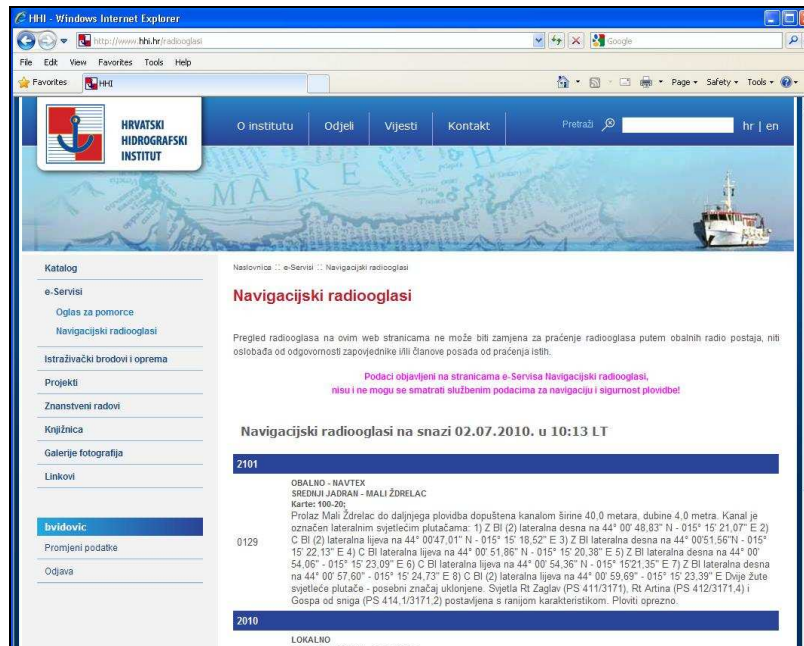 HHI - Windows Internet Explorer
http://www.hhi.hr/radiooglasi
Google
File Edit View Favorites Tools Help
Favorites HHI Page Safety Tools
HRVATSKI
HIDROGRAFSKI
INSTITUT
O institutu Odjeli Vijesti Kontakt Pretraži hr | en
MARE
Katalog
e-Servisi
Oglas za pomorce
Navigacijski radiooglasi
Istraživački brodovi i oprema
Projekti
Znanstveni radovi
Knjižnica
Galerije fotografija
Linkovi
bvidovic
Promjeni podatke
Odjava
Naslovnica :: e-Servisi :: Navigacijski radiooglasi
Navigacijski radiooglasi
Pregled radiooglasa na ovim web stranicama ne može biti zamjena za praćenje radiooglasa putem obalnih radio postaja, niti
oslobađa od odgovornosti zapovjednike i/ili članove posada od praćenja istih.
Podaci objavljeni na stranicama e-Servisa Navigacijski radiooglasi,
nisu i ne mogu se smatrati službenim podacima za navigaciju i sigurnost plovidbe!
Navigacijski radiooglasi na snazi 02.07.2010. u 10:13 LT
2101
0129
OBALNO - NAVTEX
SREDNJI JADRAN - MALI ŽDRELAC
Karte: 100-20;
Prolaz Mali Ždrelac do daljnjega plovidba dopuštena kanalom širine 40,0 metara, dubine 4,0 metra. Kanal je
označen lateralnim svjetlećim plutačama: 1) Z Bl (2) lateralna desna na 44° 00' 48,83" N - 015° 15' 21,07" E 2)
C Bl (2) lateralna lijeva na 44° 00'47,01" N - 015° 15' 18,52" E 3) Z Bl lateralna desna na 44° 00'51,56"N - 015°
15' 22,13" E 4) C Bl lateralna lijeva na 44° 00' 51,86" N - 015° 15' 20,38" E 5) Z Bl lateralna desna na 44° 00'
54,06" - 015° 15' 23,09" E 6) C Bl lateralna lijeva na 44° 00' 54,36" N - 015° 15'21,35" E 7) Z Bl lateralna desna
na 44° 00' 57,60" - 015° 15' 24,73" E 8) C Bl (2) lateralna lijeva na 44° 00' 59,69" - 015° 15' 23,39" E Dvije žute
svjetleće plutače - posebni značaj uklonjene. Svjetla Rt Zaglav (PS 411/3171), Rt Artina (PS 412/3171,4) i
Gospa od sniga (PS 414,1/3171,2) postavljena s ranijom karakteristikom. Ploviti oprezno.
2010
LOKALNO